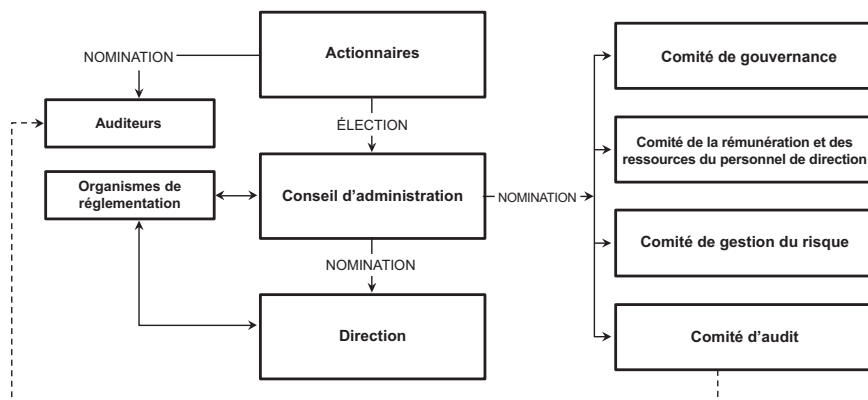 Actionnaires
NOMINATION
Auditeurs
ÉLECTION
Organismes de
réglementation
Conseil d’administration
NOMINATION
NOMINATION
Direction
Comité de gouvernance
Comité de la rémunération et des
ressources du personnel de direction
Comité de gestion du risque
Comité d’audit